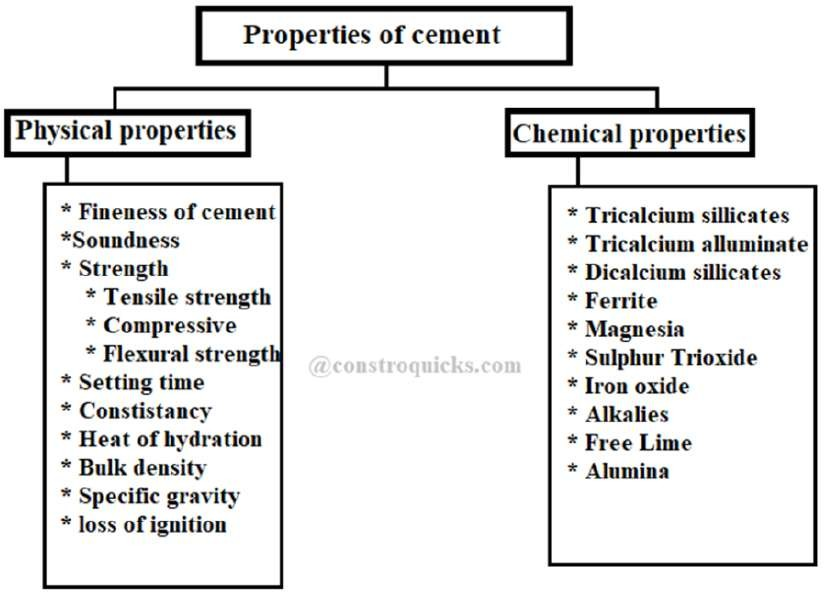 Properties of cement
Physical properties
* Fineness of cement
*Soundness
* Strength
* Tensile strength
* Compressive
* Flexural strength
* Setting time
* Constistancy
* Heat of hydration
* Bulk density
* Specific gravity
* loss of ignition
@constroquicks.com
Chemical properties
* Tricalcium sillicates
* Tricalcium alluminate
* Dicalcium sillicates
* Ferrite
* Magnesia
* Sulphur Trioxide
* Iron oxide
* Alkalies
* Free Lime
* Alumina